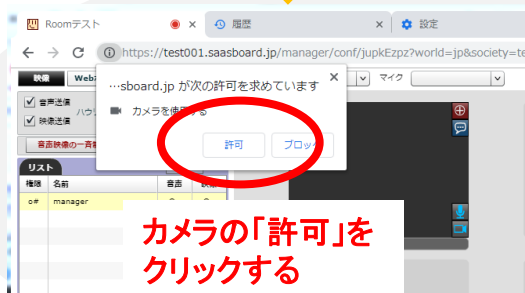 Roomテスト
履歴
設定
https://test001.saasboard.jp/manager/conf/jupkEzpz?world=jp&society=te
映像
…sboard.jp が次の許可を求めています
マイク
音声送信
映像送信
カメラを使用する
許可
ブロック
リスト
権限 名前 音声
o# manager
カメラの「許可」を
クリックする